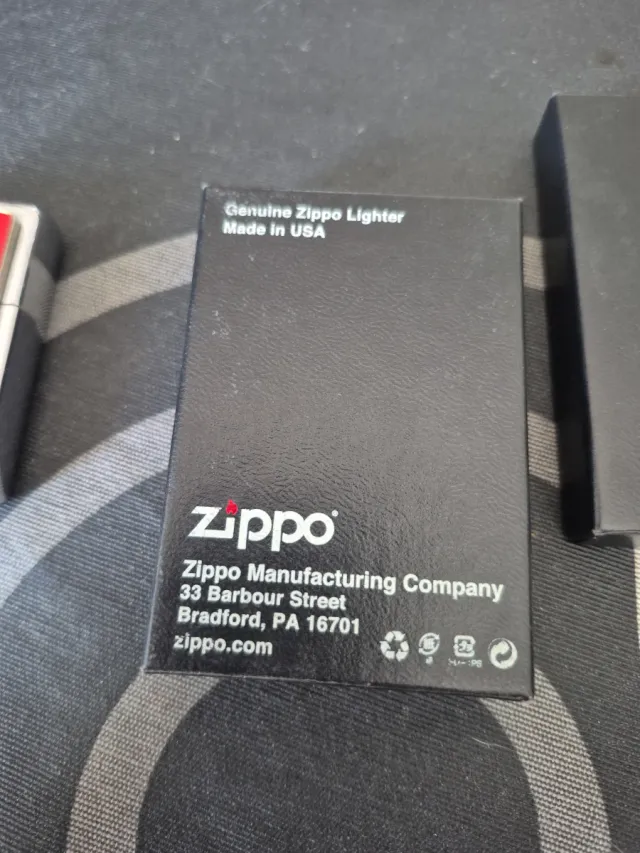 Genuine Zippo Lighter
Made in USA
zippo
Zippo Manufacturing Company
33 Barbour Street
Bradford, PA 16701
zippo.com